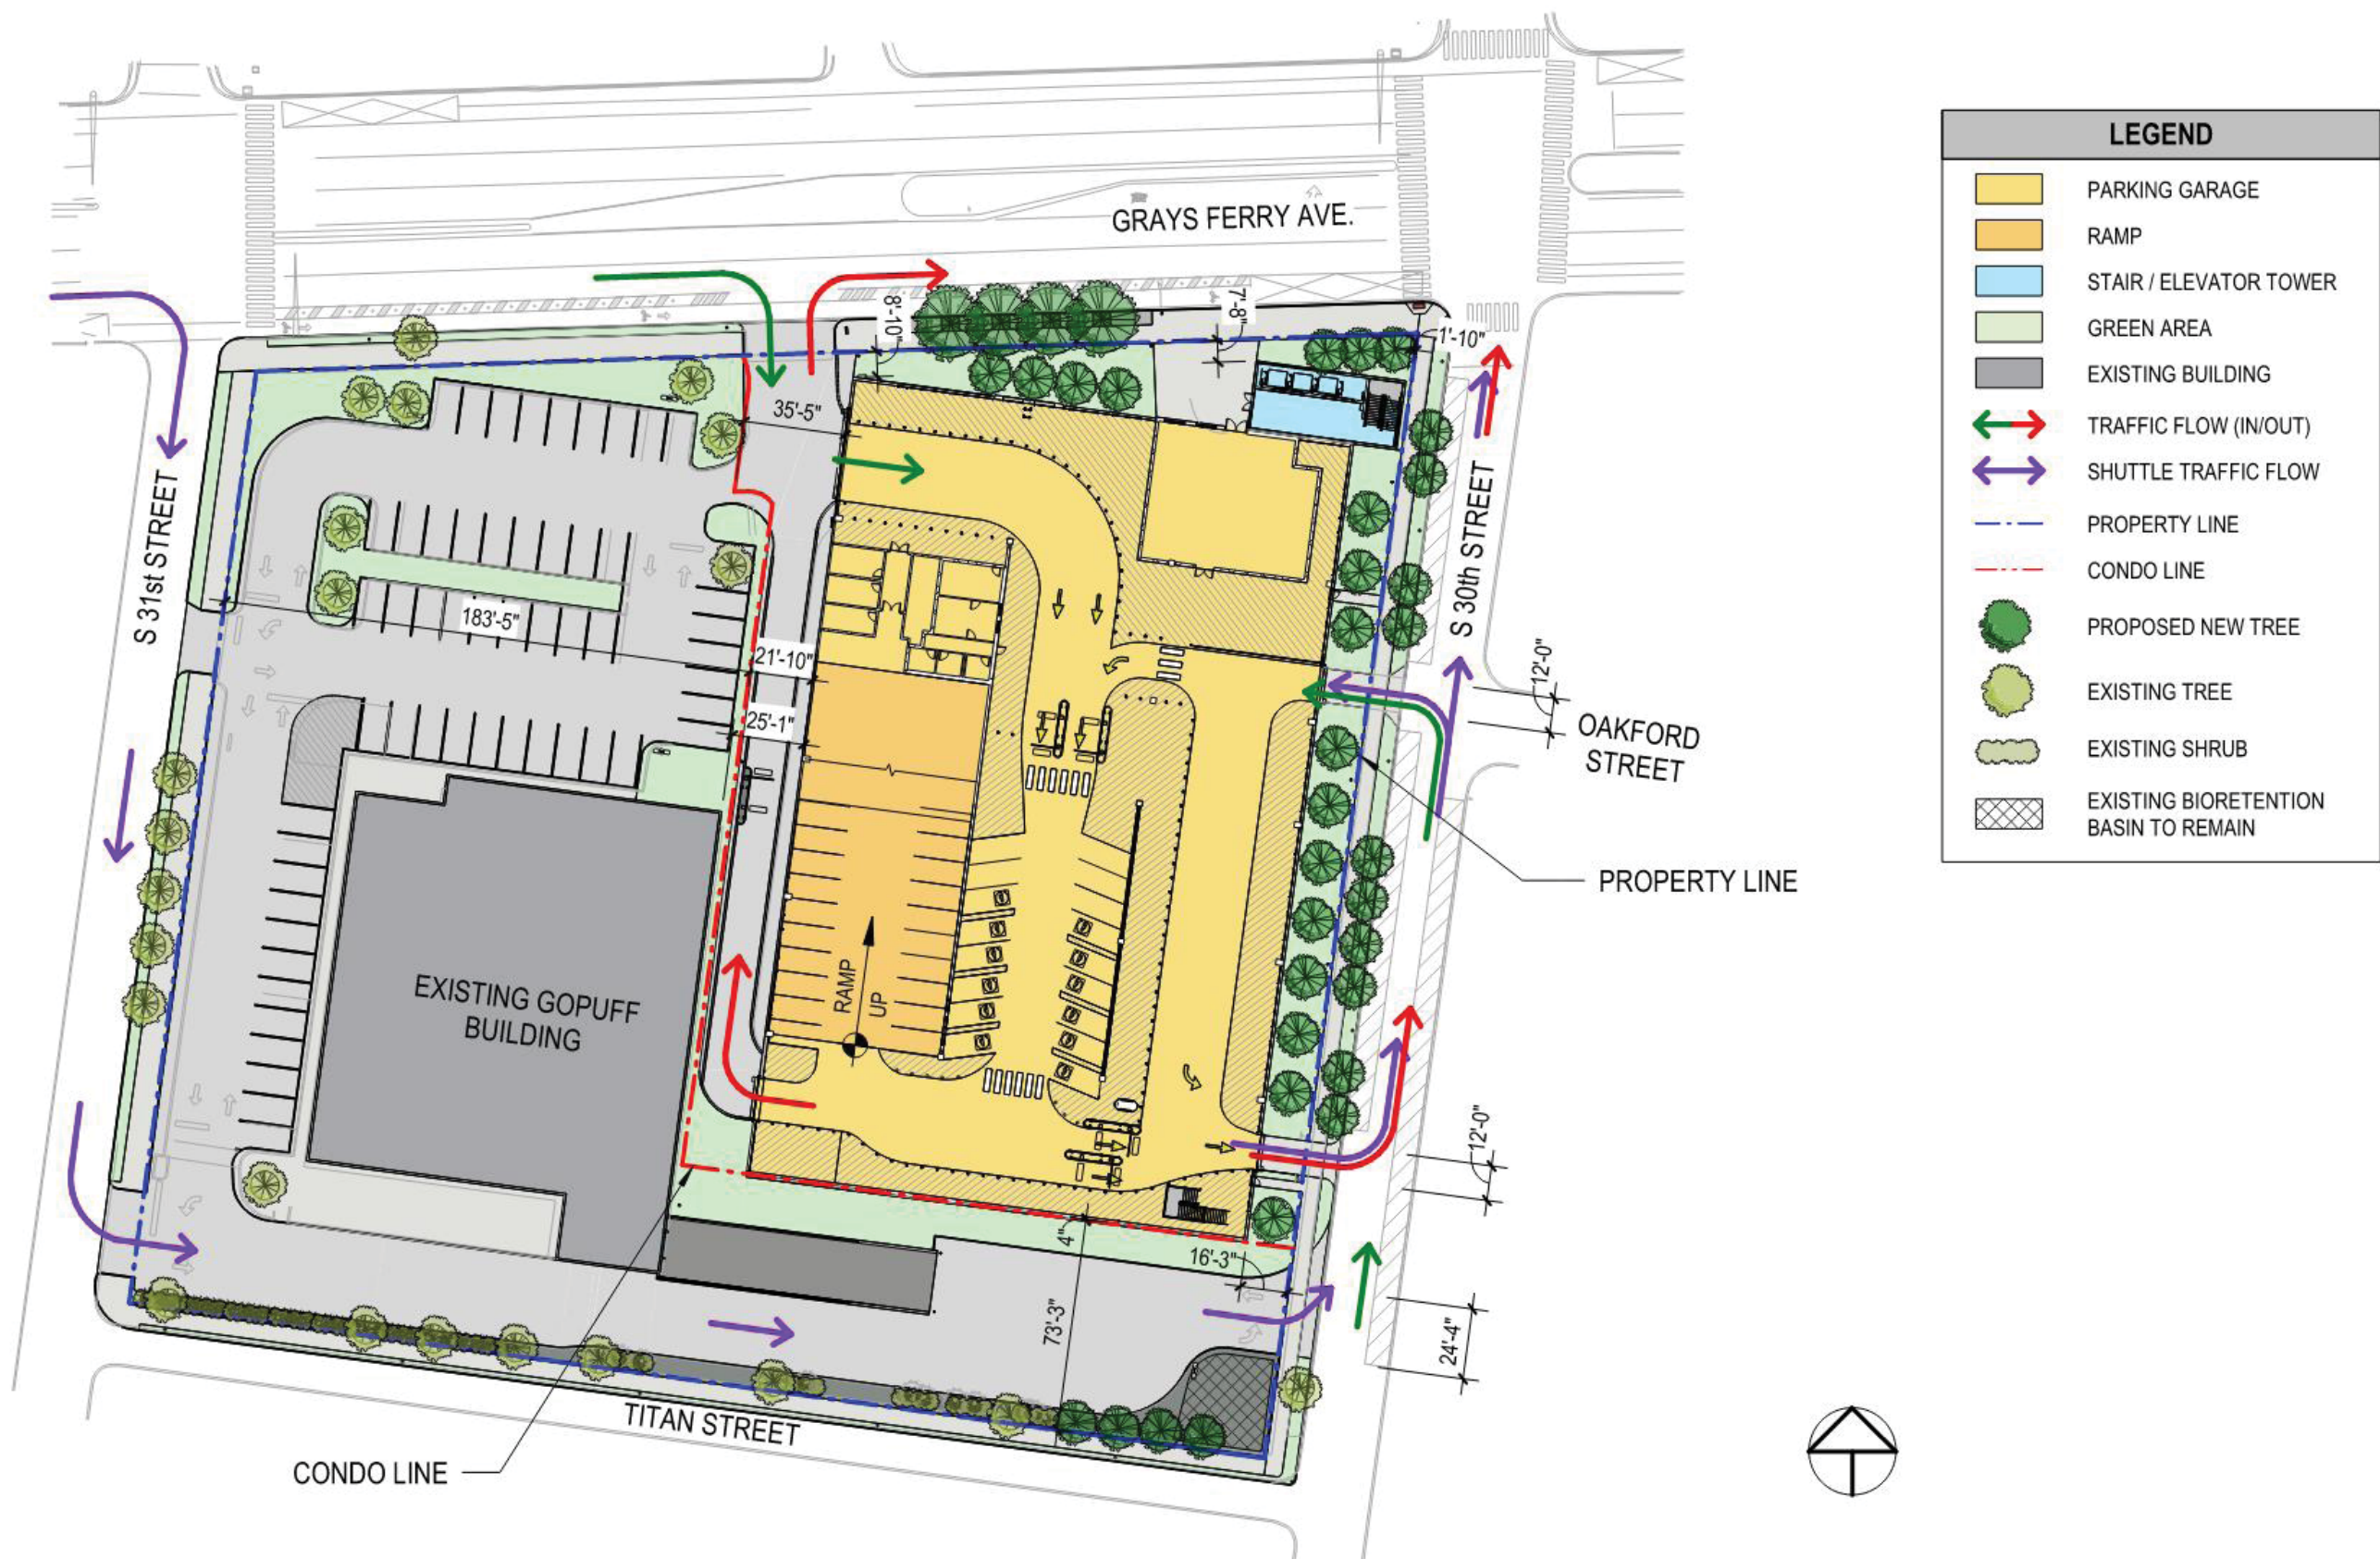 GRAYS FERRY AVE.
8'-10"
7'-8"
1'-10"
35'-5"
S 31st STREET
S 30th STREET
183'-5"
21'-10"
25'-1"
12'-0"
OAKFORD
STREET
PROPERTY LINE
EXISTING GOPUFF
BUILDING
RAMP
UP
12'-0"
4"
16'-3"
73'-3"
24'-4"
TITAN STREET
CONDO LINE
LEGEND
PARKING GARAGE
RAMP
STAIR / ELEVATOR TOWER
GREEN AREA
EXISTING BUILDING
TRAFFIC FLOW (IN/OUT)
SHUTTLE TRAFFIC FLOW
PROPERTY LINE
CONDO LINE
PROPOSED NEW TREE
EXISTING TREE
EXISTING SHRUB
EXISTING BIORETENTION
BASIN TO REMAIN